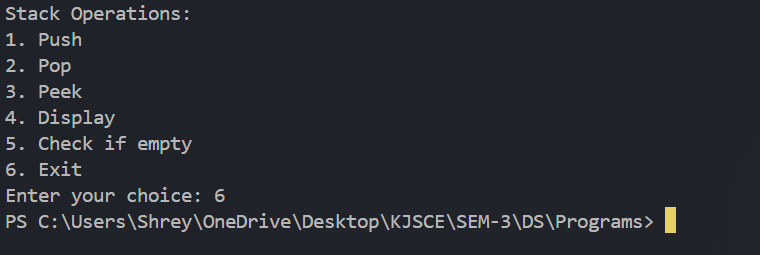 Stack Operations:
1. Push
2. Pop
3. Peek
4. Display
5. Check if empty
6. Exit
Enter your choice: 6
PS C:\Users\Shrey\OneDrive\Desktop\KJSCE\SEM-3\DS\Programs>